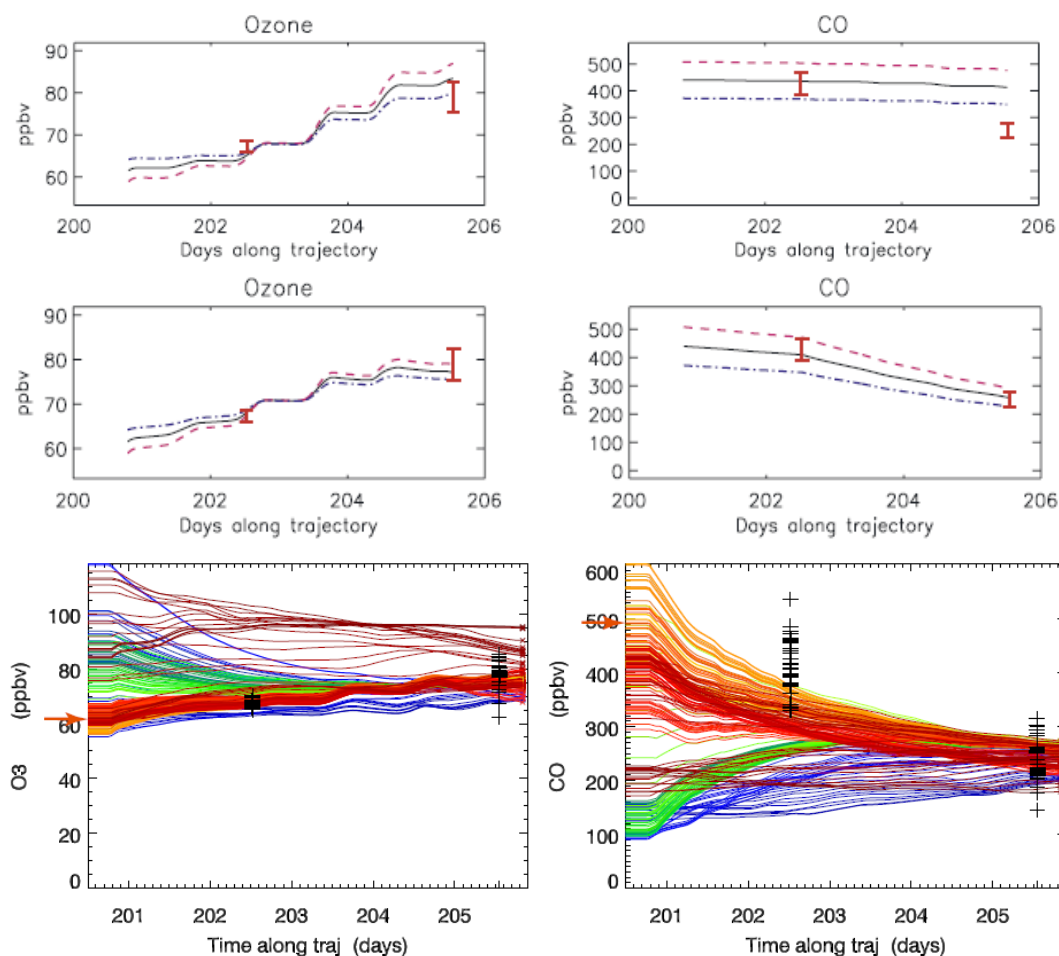 Ozone
90
80
70
60
ppbv
200 202 204 206
Days along trajectory
CO
500
400
300
200
100
0
ppbv
200 202 204 206
Days along trajectory
Ozone
90
80
70
60
ppbv
200 202 204 206
Days along trajectory
CO
500
400
300
200
100
0
ppbv
200 202 204 206
Days along trajectory
100
80
60
40
20
0
O3 (ppbv)
201 202 203 204 205
Time along traj (days)
600
500
400
300
200
100
0
CO (ppbv)
201 202 203 204 205
Time along traj (days)